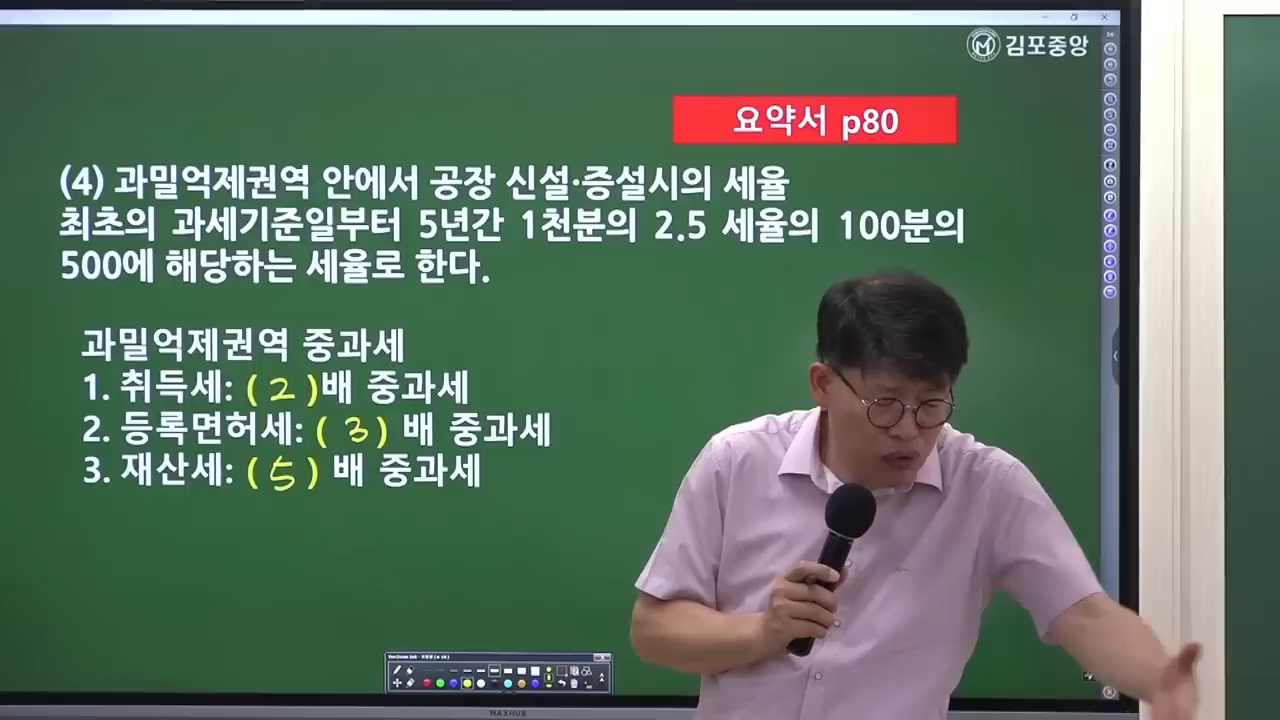 김포중앙
요약서 p80
(4) 과밀억제권역 안에서 공장 신설·증설시의 세율
최초의 과세기준일부터 5년간 1천분의 2.5 세율의 100분의
500에 해당하는 세율로 한다.
과밀억제권역 중과세
1. 취득세: ( 2 )배 중과세
2. 등록면허세: ( 3 ) 배 중과세
3. 재산세: ( 5 ) 배 중과세
MAXHUB